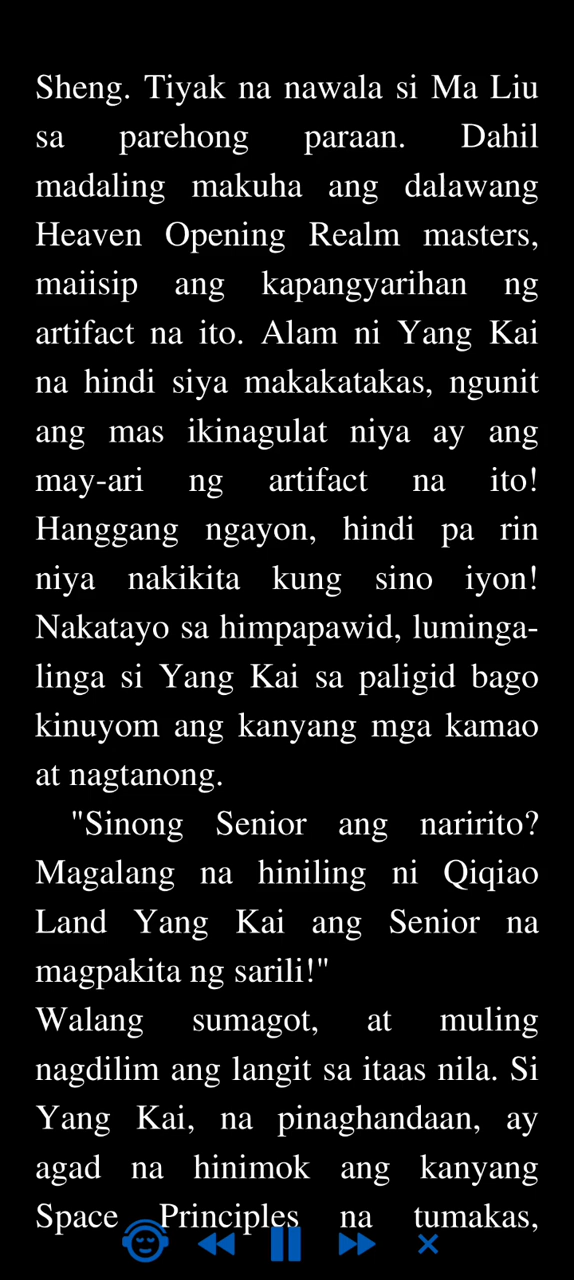 Sheng. Tiyak na nawala si Ma Liu
sa parehong paraan. Dahil
madaling makuha ang dalawang
Heaven Opening Realm masters,
maiisip ang kapangyarihan ng
artifact na ito. Alam ni Yang Kai
na hindi siya makakatakas, ngunit
ang mas ikinagulat niya ay ang
may-ari ng artifact na ito!
Hanggang ngayon, hindi pa rin
niya nakikita kung sino iyon!
Nakatayo sa himpapawid, luminga-
linga si Yang Kai sa paligid bago
kinuyom ang kanyang mga kamao
at nagtanong.
"Sinong Senior ang naririto?
Magalang na hiniling ni Qiqiao
Land Yang Kai ang Senior na
magpakita ng sarili!"
Walang sumagot, at muling
nagdilim ang langit sa itaas nila. Si
Yang Kai, na pinaghandaan, ay
agad na hinimok ang kanyang
Space Principles na tumakas,